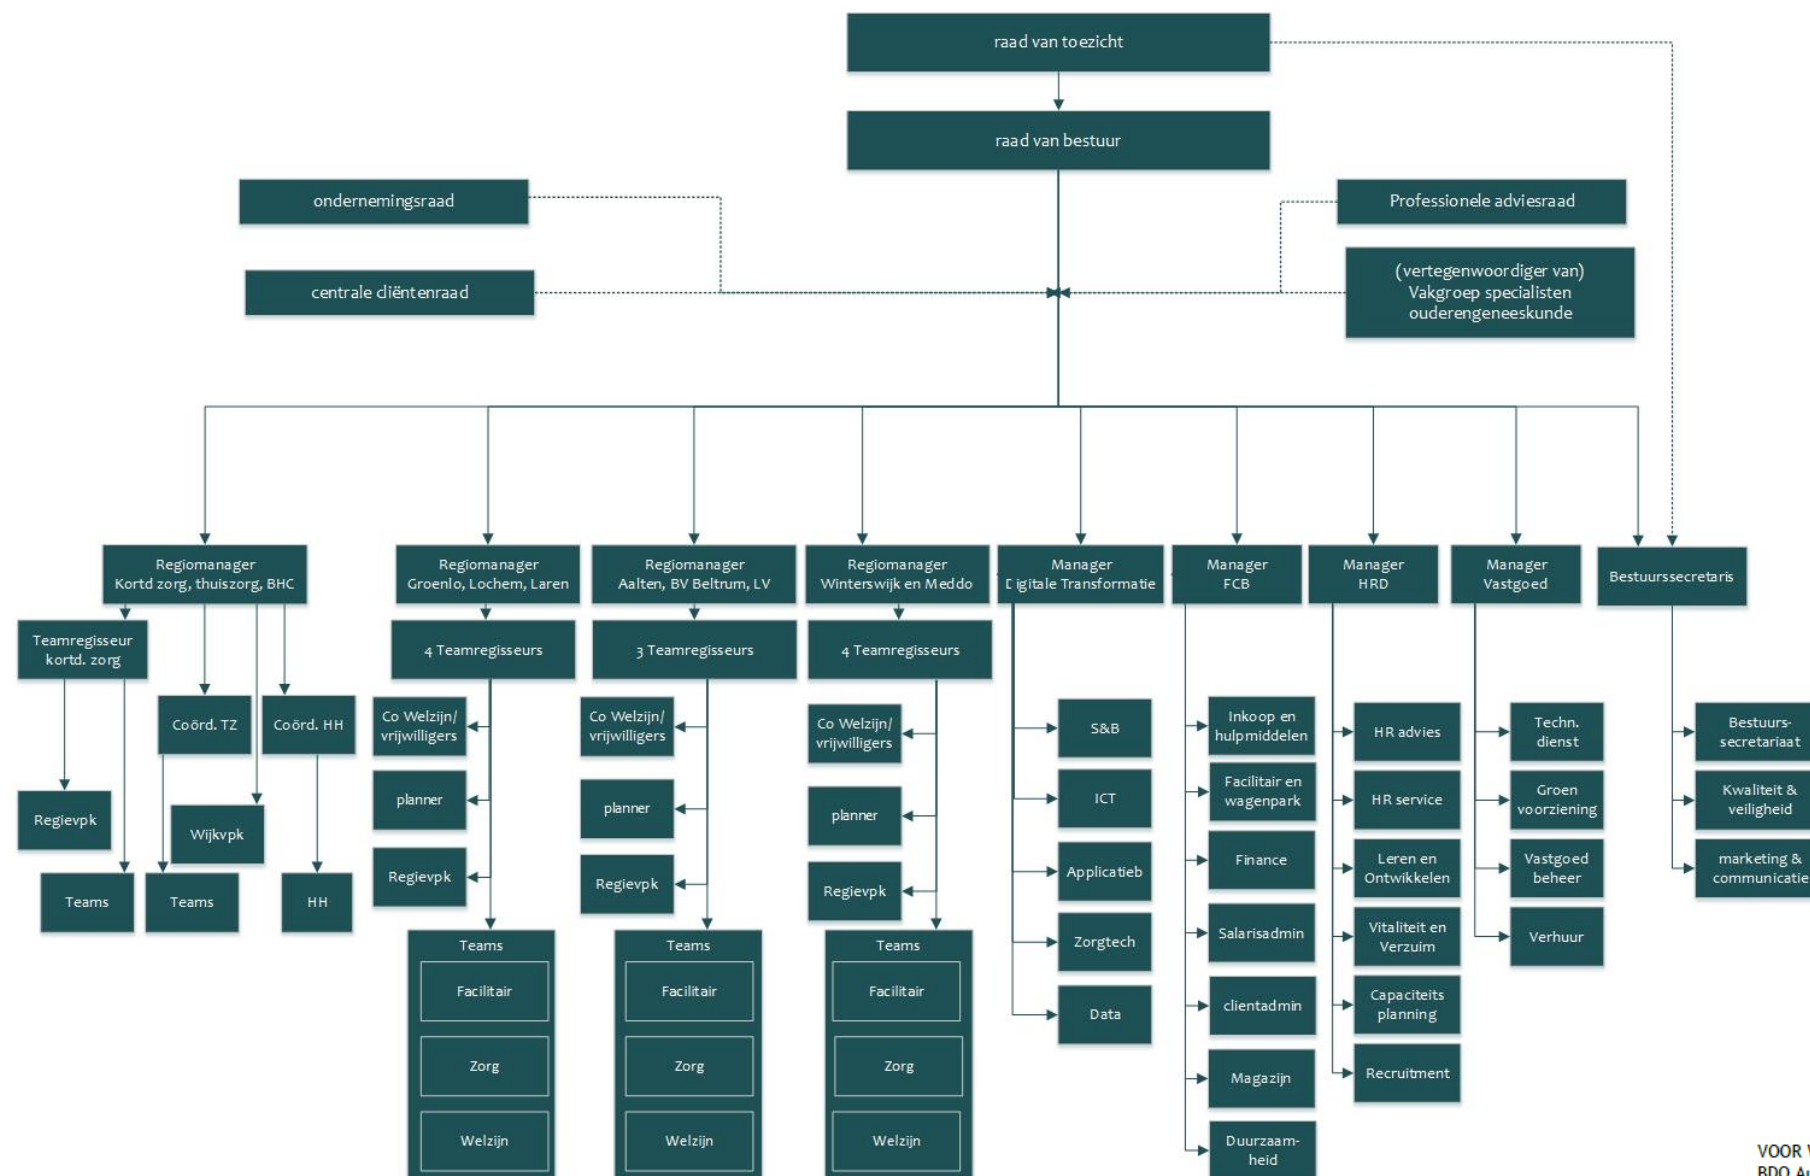 raad van toezicht
raad van bestuur
ondernemingsraad
Professionele adviesraad
centrale cliëntenraad
(vertegenwoordiger van)
Vakgroep specialisten
ouderengeneeskunde
Regiomanager
Kortd zorg, thuiszorg, BHC
Regiomanager
Groenlo, Lochem, Laren
Regiomanager
Aalten, BV Beltrum, LV
Regiomanager
Winterswijk en Meddo
Manager
Digitale Transformatie
Manager
FCB
Manager
HRD
Manager
Vastgoed
Bestuurssecretaris
Teamregisseur
kortd. zorg
Coörd. TZ
Coörd. HH
Regievpk
Wijkvpk
Teams
Teams
HH
4 Teamregisseurs
Co Welzijn/
vrijwilligers
planner
Regievpk
Teams
Facilitair
Zorg
Welzijn
3 Teamregisseurs
Co Welzijn/
vrijwilligers
planner
Regievpk
Teams
Facilitair
Zorg
Welzijn
4 Teamregisseurs
Co Welzijn/
vrijwilligers
planner
Regievpk
Teams
Facilitair
Zorg
Welzijn
S&B
ICT
Applicatieb
Zorgtech
Data
Inkoop en
hulpmiddelen
Facilitair en
wagenpark
Finance
Salarisadmin
clientadmin
Magazijn
Duurzaam-
heid
HR advies
HR service
Leren en
Ontwikkelen
Vitaliteit en
Verzuim
Capaciteits
planning
Recruitment
Techn.
dienst
Groen
voorziening
Vastgoed
beheer
Verhuur
Bestuurs-
secretariaat
Kwaliteit &
veiligheid
marketing &
communicatie
VOOR
BDO